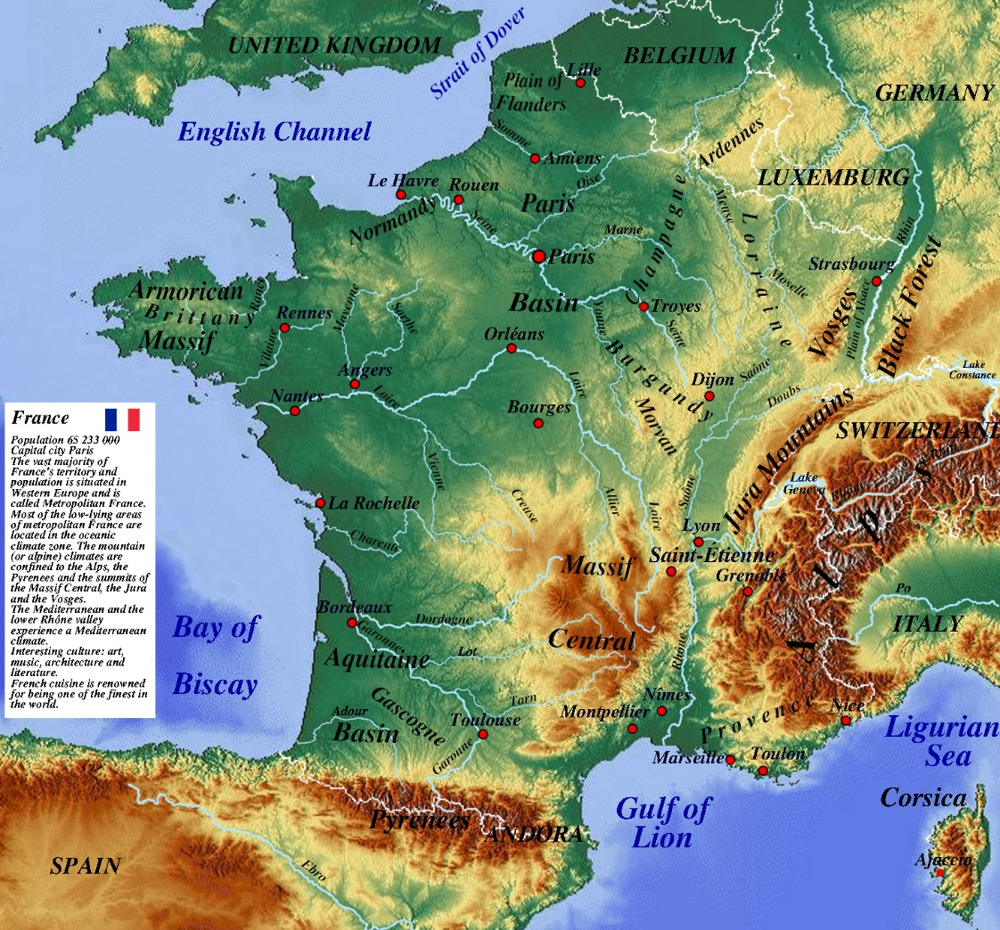 UNITED KINGDOM
Strait of Dover
BELGIUM
Lille
Plain of
Flanders
GERMANY
English Channel
Somme
Amiens
Ardennes
LUXEMBURG
Le Havre
Rouen
Oise
Paris
Normandy
Seine
Marne
Champagne
Meuse
Lorraine
Rhin
Paris
Strasbourg
Black Forest
Moselle
Vosges
Plain of Alsace
Armorican
Brittany
Massif
Rance
Rennes
Vilaine
Mayenne
Sarthe
Basin
Troyes
Yonne
Seine
Orléans
Burgundy
Angers
Loire
Loire
Nantes
Bourges
Morvan
Dijon
Saône
Doubs
Lake
Constance
Jura Mountains
SWITZERLAND
Rhin
Lake
Geneva
Rhône
Alps
Vienne
Creuse
Allier
Loire
Saône
La Rochelle
Charente
Lyon
Saint-Etienne
Grenoble
Massif
Central
Po
ITALY
Bay of
Biscay
Bordeaux
Garonne
Dordogne
Lot
Aquitaine
Basin
Gascogne
Adour
Toulouse
Garonne
Tarn
Rhône
Nîmes
Montpellier
Provence
Nice
Marseille
Toulon
Ligurian
Sea
Corsica
Ajaccio
Gulf of
Lion
Pyrenees
ANDORA
SPAIN
Ebro
France
Population 65 233 000
Capital city Paris
The vast majority of
France's territory and
population is situated in
Western Europe and is
called Metropolitan France.
Most of the low-lying areas
of metropolitan France are
located in the oceanic
climate zone. The mountain
(or alpine) climates are
confined to the Alps, the
Pyrenees and the summits of
the Massif Central, the Jura
and the Vosges.
The Mediterranean and the
lower Rhône valley
experience a Mediterranean
climate.
Interesting culture: art,
music, architecture and
literature.
French cuisine is renowned
for being one of the finest in
the world.